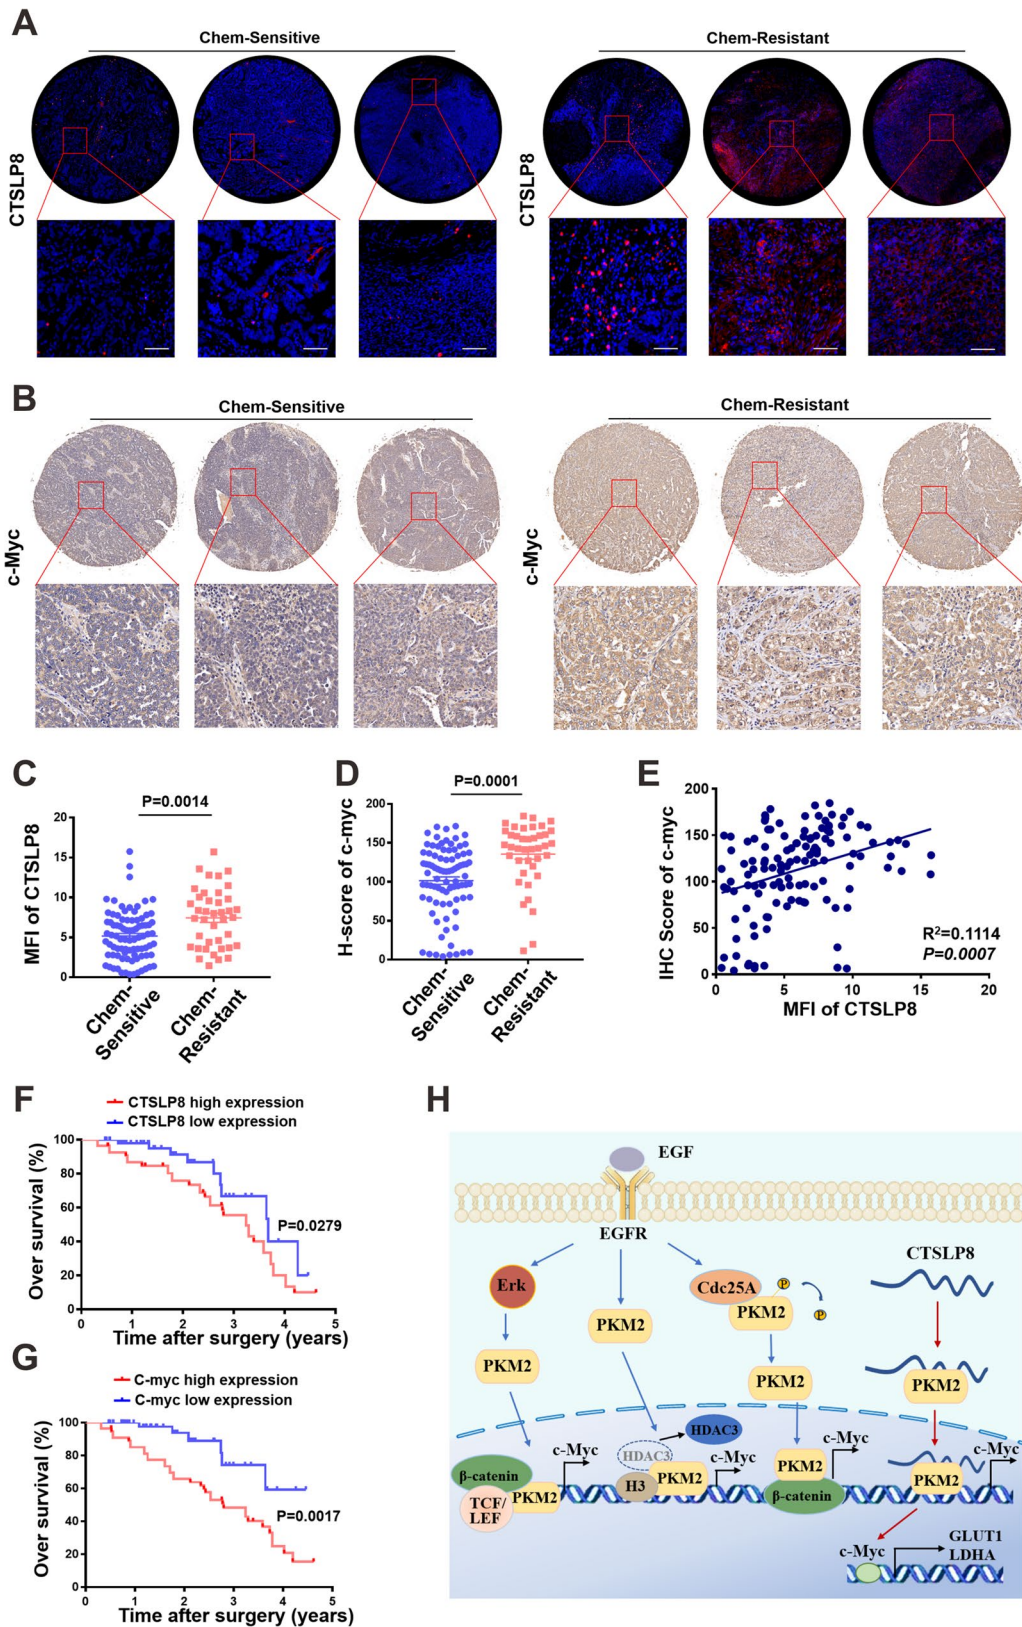 A
Chem-Sensitive
Chem-Resistant
CTSLP8
CTSLP8
B
Chem-Sensitive
Chem-Resistant
c-Myc
c-Myc
C
P=0.0014
MFI of CTSLP8
20
15
10
5
0
Chem-
Sensitive
Chem-
Resistant
D
P=0.0001
H-score of c-myc
200
150
100
50
0
Chem-
Sensitive
Chem-
Resistant
E
IHC Score of c-myc
200
150
100
50
0
R²=0.1114
P=0.0007
0 5 10 15 20
MFI of CTSLP8
F
CTSLP8 high expression
CTSLP8 low expression
Over survival (%)
100
80
60
40
20
0
P=0.0279
0 1 2 3 4 5
Time after surgery (years)
G
C-myc high expression
C-myc low expression
Over survival (%)
100
80
60
40
20
0
P=0.0017
0 1 2 3 4 5
Time after surgery (years)
H
EGF
EGFR
CTSLP8
Erk
Cdc25A
P
PKM2
P
PKM2
PKM2
PKM2
PKM2
HDAC3
HDAC3
c-Myc
c-Myc
c-Myc
c-Myc
β-catenin
TCF/
LEF
PKM2
H3
PKM2
PKM2
β-catenin
PKM2
c-Myc
GLUT1
LDHA